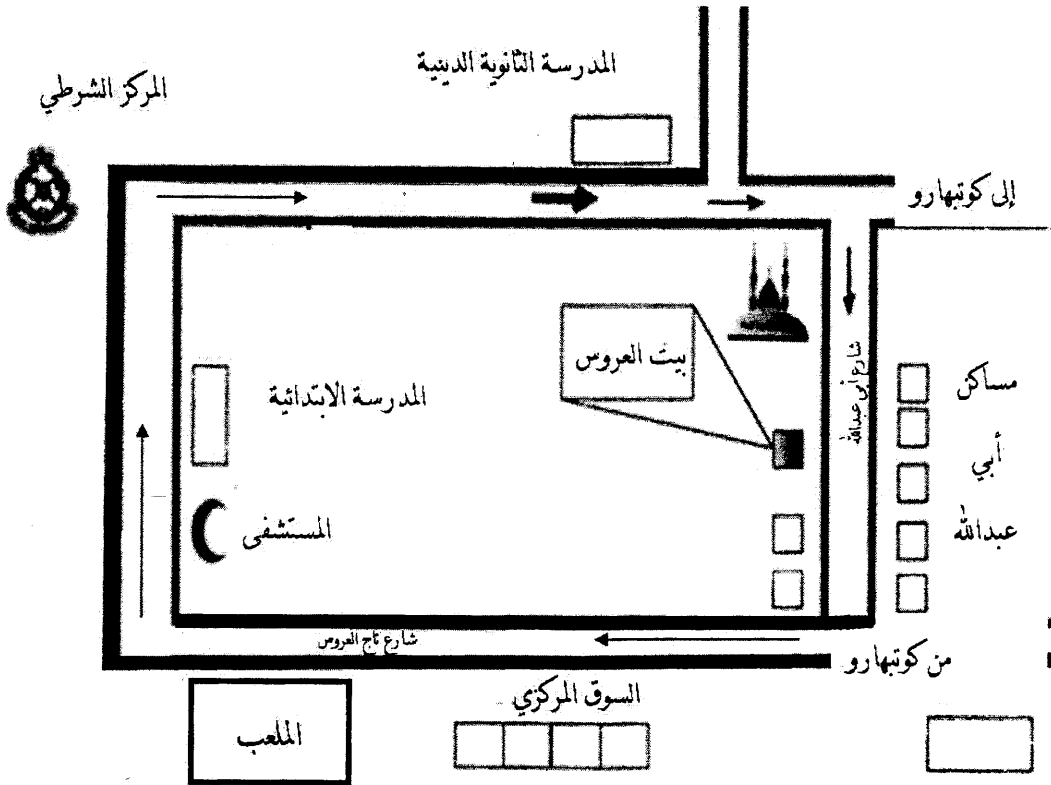 المدرسة الثانوية الدينية
المركز الشرطي
إلى كوتبهارو
شارع أبي عبدالله
بيت العروس
مساكن
أبي
عبدالله
المدرسة الابتدائية
المستشفى
شارع تاج العروس
من كوتبهارو
السوق المركزي
الملعب